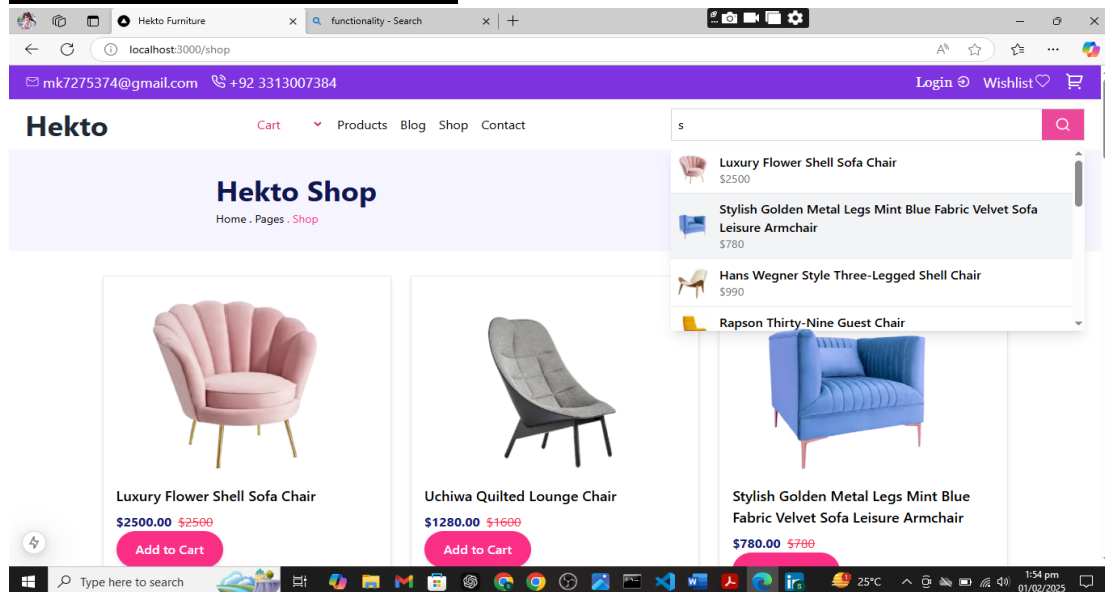 Hekto Furniture
functionality - Search
localhost:3000/shop
mk7275374@gmail.com +92 3313007384
Login Wishlist
Hekto
Cart Products Blog Shop Contact
s
Luxury Flower Shell Sofa Chair
$2500
Stylish Golden Metal Legs Mint Blue Fabric Velvet Sofa
Leisure Armchair
$780
Hans Wegner Style Three-Legged Shell Chair
$990
Rapson Thirty-Nine Guest Chair
Hekto Shop
Home . Pages . Shop
Luxury Flower Shell Sofa Chair
$2500.00 $2500
Add to Cart
Uchiwa Quilted Lounge Chair
$1280.00 $1600
Add to Cart
Stylish Golden Metal Legs Mint Blue
Fabric Velvet Sofa Leisure Armchair
$780.00 $780
Type here to search
25°C
1:54 pm
01/02/2025